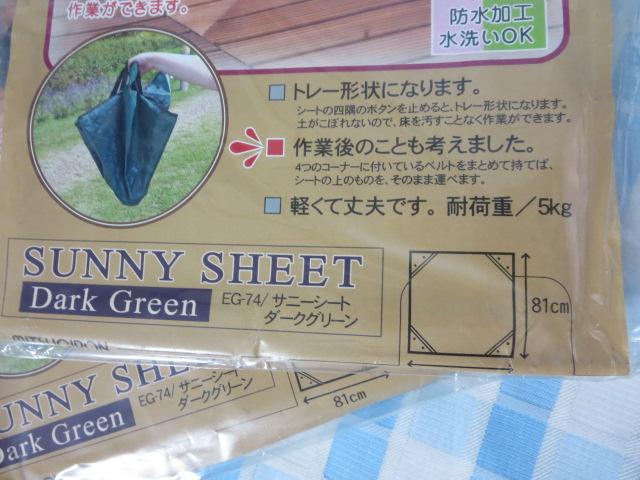 作業ができます。
防水加工
水洗いOK
トレー形状になります。
シートの四隅のボタンを止めると、トレー形状になります。
土がこぼれないので、床を汚すことなく作業ができます。
作業後のことも考えました。
4つのコーナーに付いているベルトをまとめて持てば、
シートの上のものを、そのまま運べます。
軽くて丈夫です。耐荷重／5kg
SUNNY SHEET
Dark Green
EG-74/ サニーシート
ダークグリーン
81cm
UNNY SHE
Dark Green
EG-74/ サニーシート
ダークグリーン
81cm